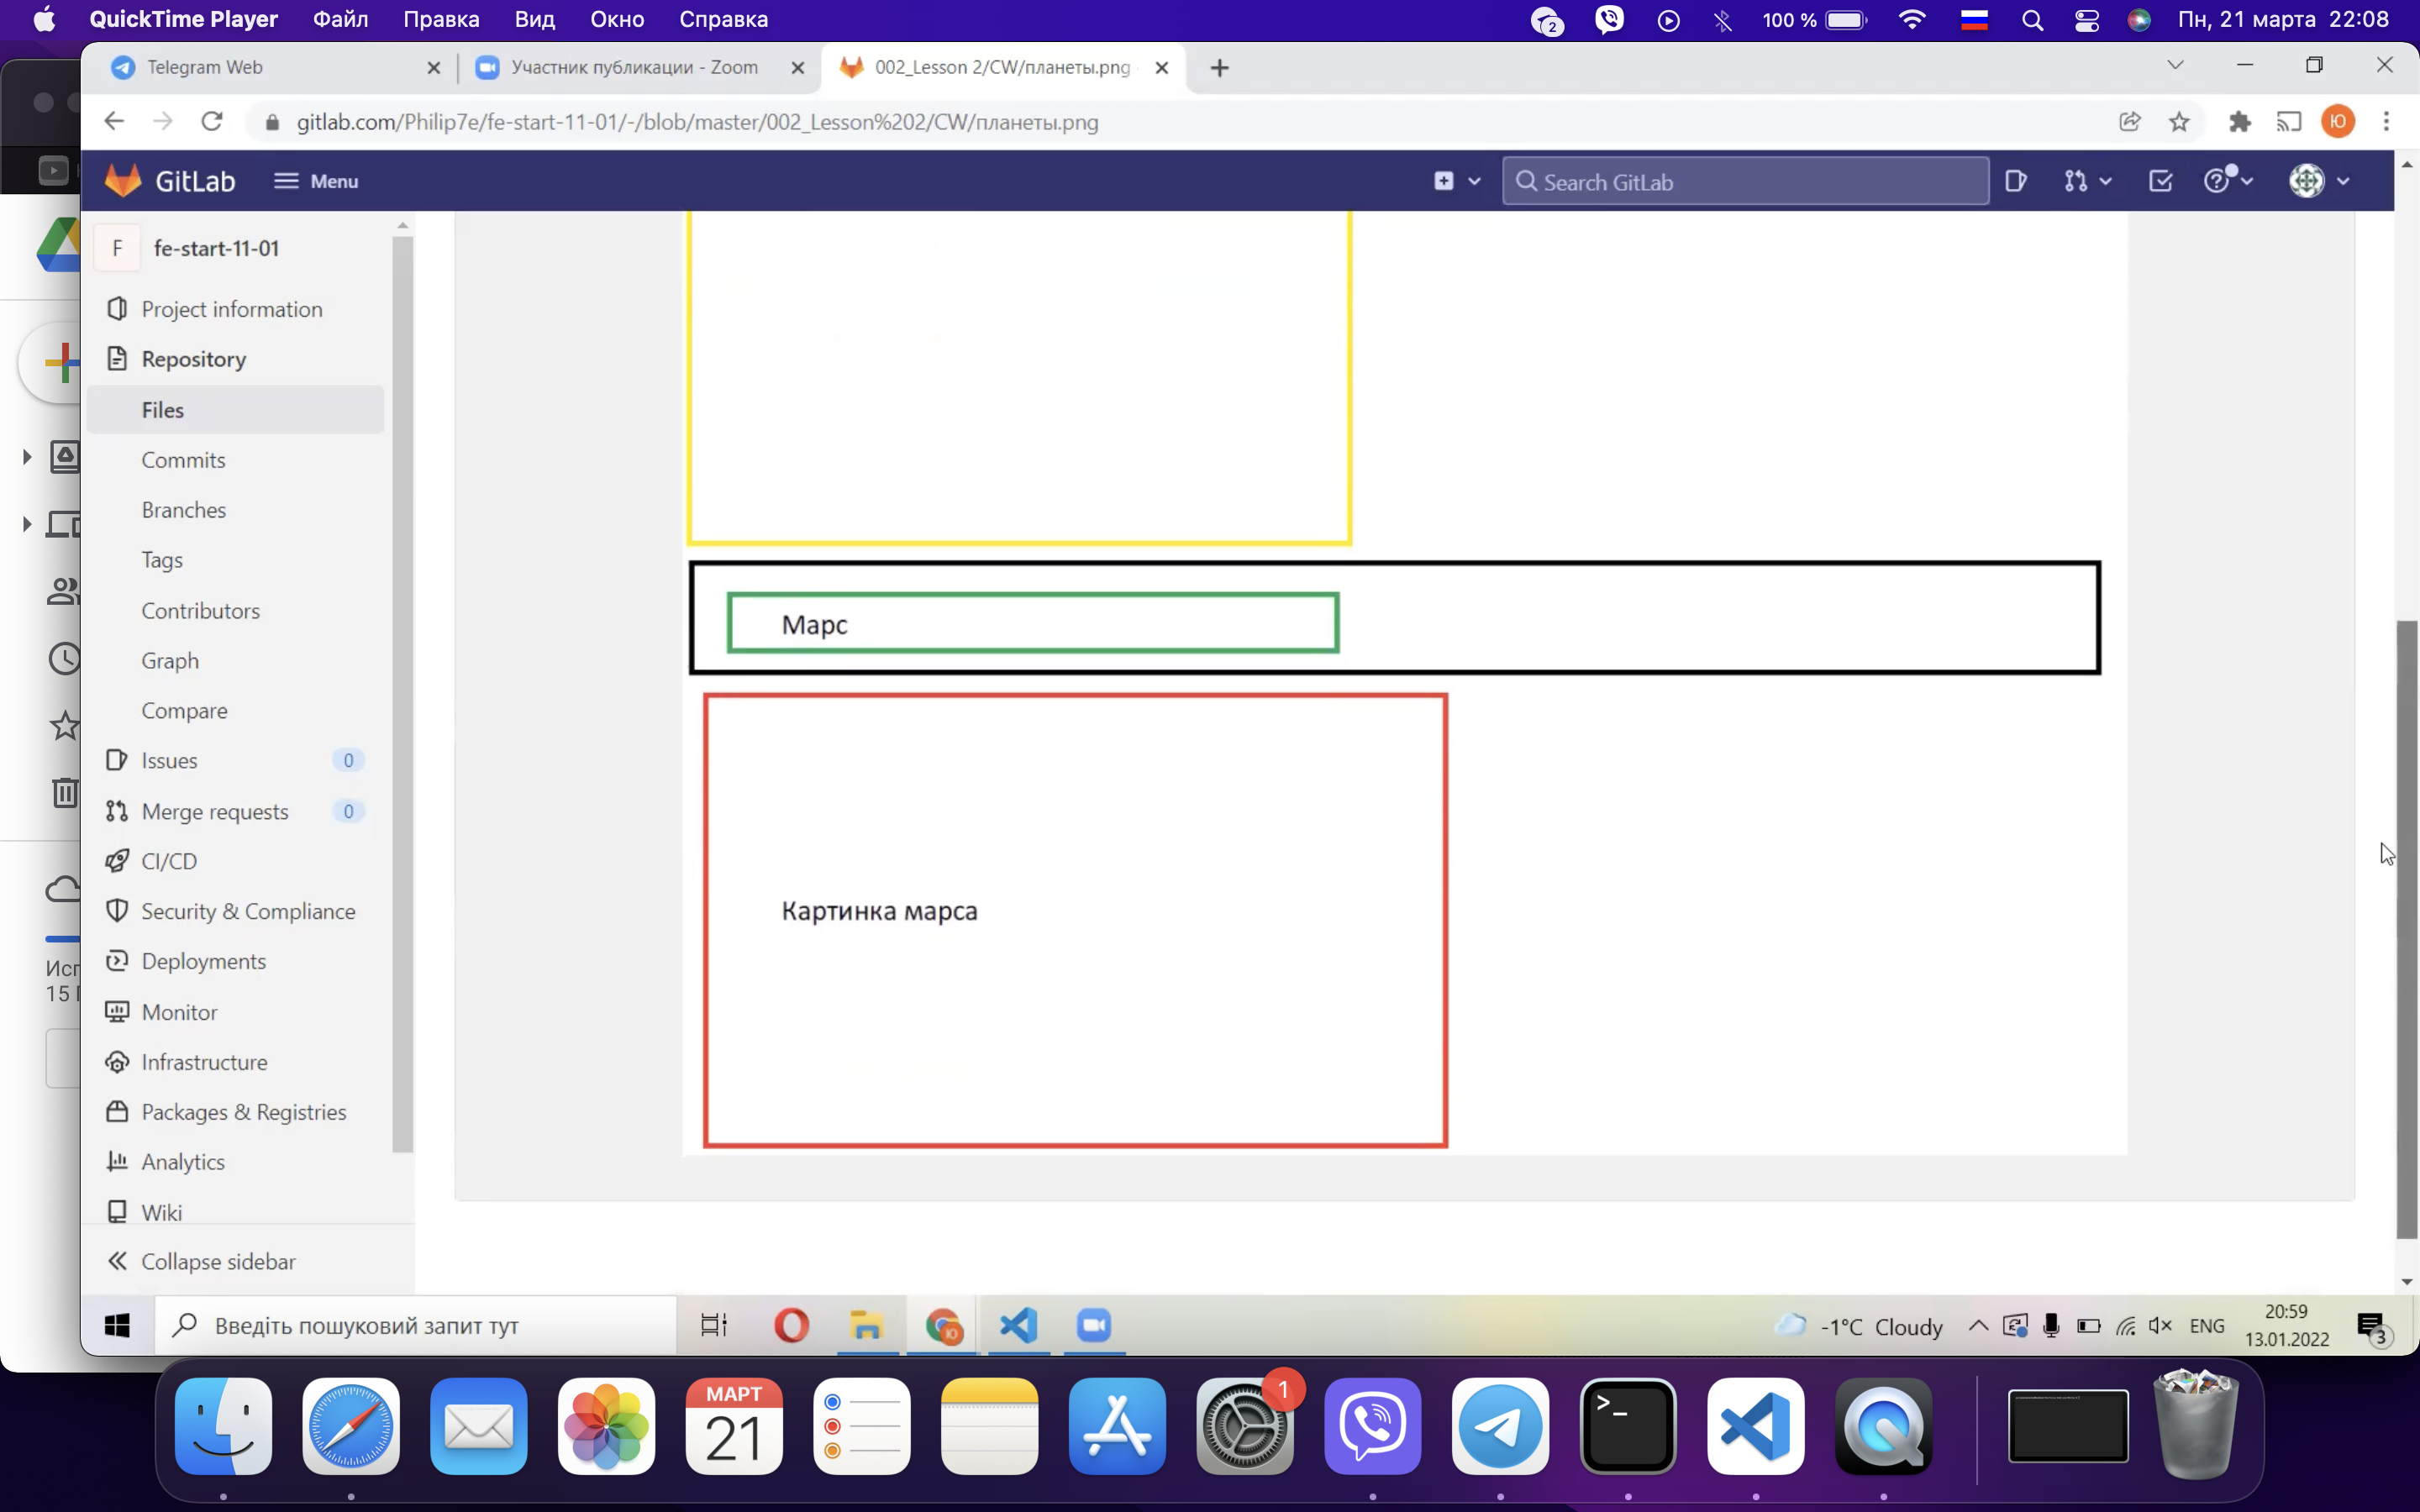 QuickTime Player Файл Правка Вид Окно Справка 2 100 % Пн, 21 марта 22:08
Telegram Web Участник публикации - Zoom 002_Lesson 2/CW/планеты.png
gitlab.com/Philip7e/fe-start-11-01/-/blob/master/002_Lesson%202/CW/планеты.png Ю
GitLab Menu Search GitLab
F fe-start-11-01
Project information
Repository
Files
Commits
Branches
Tags
Contributors
Graph
Compare
Issues 0
Merge requests 0
CI/CD
Security & Compliance
Deployments
Monitor
Infrastructure
Packages & Registries
Analytics
Wiki
Collapse sidebar
Марс
Картинка марса
Введіть пошуковий запит тут
-1°C Cloudy ENG
20:59
13.01.2022
3
МАРТ
21
1